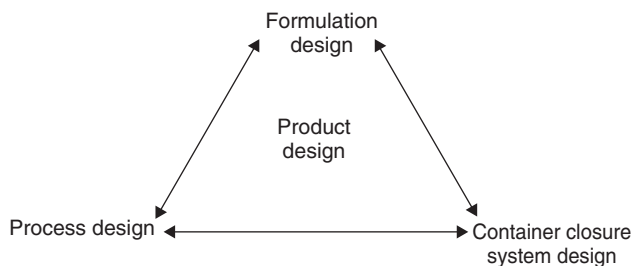 Formulation
design
Product
design
Process design
Container closure
system design